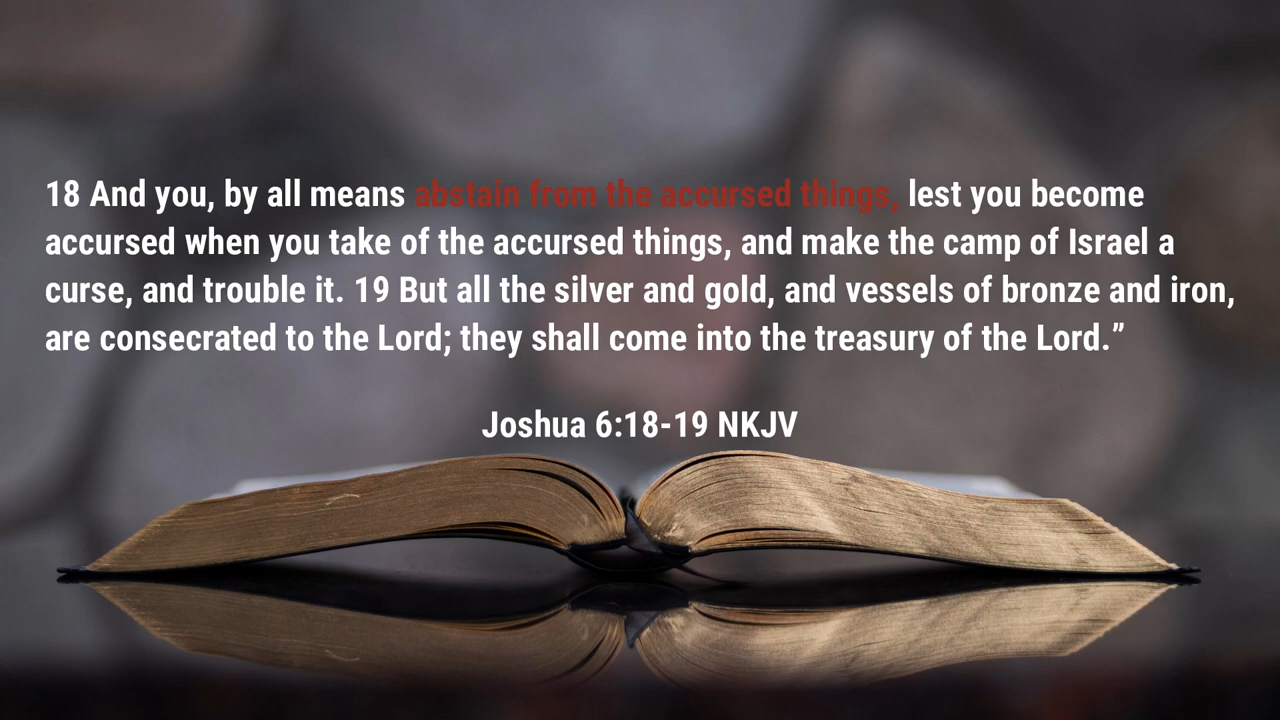 18 And you, by all means abstain from the accursed things, lest you become
accursed when you take of the accursed things, and make the camp of Israel a
curse, and trouble it. 19 But all the silver and gold, and vessels of bronze and iron,
are consecrated to the Lord; they shall come into the treasury of the Lord.”
Joshua 6:18-19 NKJV